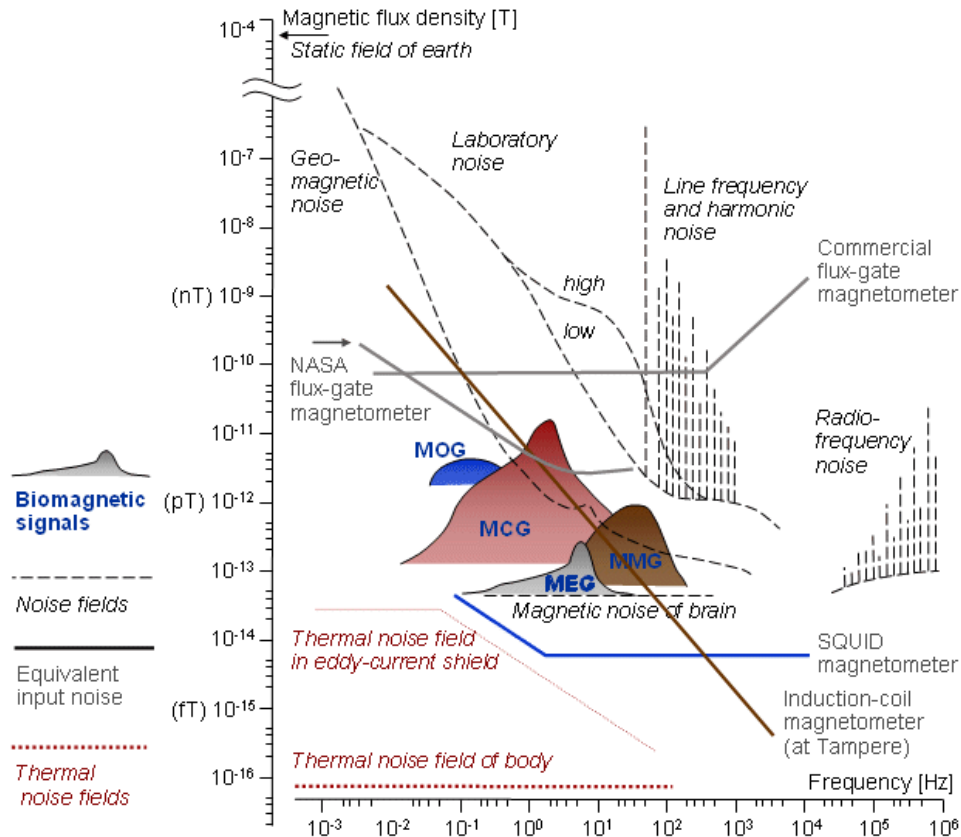 Magnetic flux density [T]
10⁻⁴
Static field of earth
10⁻⁷
Geo-
magnetic
noise
Laboratory
noise
Line frequency
and harmonic
noise
10⁻⁸
Commercial
flux-gate
magnetometer
high
(nT) 10⁻⁹
low
10⁻¹⁰
NASA
flux-gate
magnetometer
10⁻¹¹
Radio-
frequency
noise
MOG
Biomagnetic
signals
(pT) 10⁻¹²
MCG
MMG
10⁻¹³
MEG
Noise fields
Magnetic noise of brain
10⁻¹⁴
Thermal noise field
in eddy-current shield
SQUID
magnetometer
Equivalent
input noise
(fT) 10⁻¹⁵
Induction-coil
magnetometer
(at Tampere)
Thermal
noise fields
Thermal noise field of body
10⁻¹⁶
Frequency [Hz]
10⁻³ 10⁻² 10⁻¹ 10⁰ 10¹ 10² 10³ 10⁴ 10⁵ 10⁶